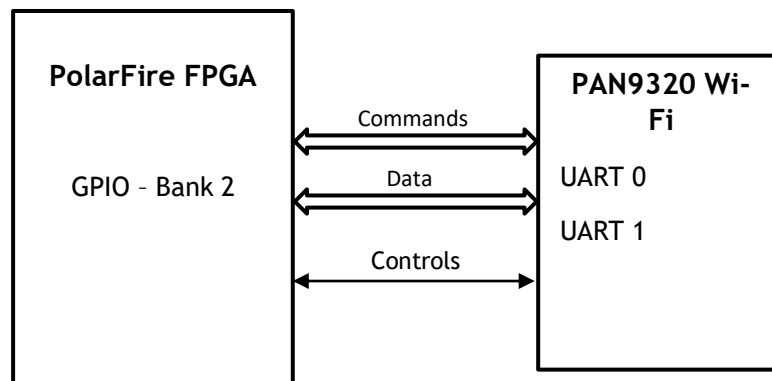 PolarFire FPGA
GPIO – Bank 2
Commands
Data
Controls
PAN9320 Wi-
Fi
UART 0
UART 1